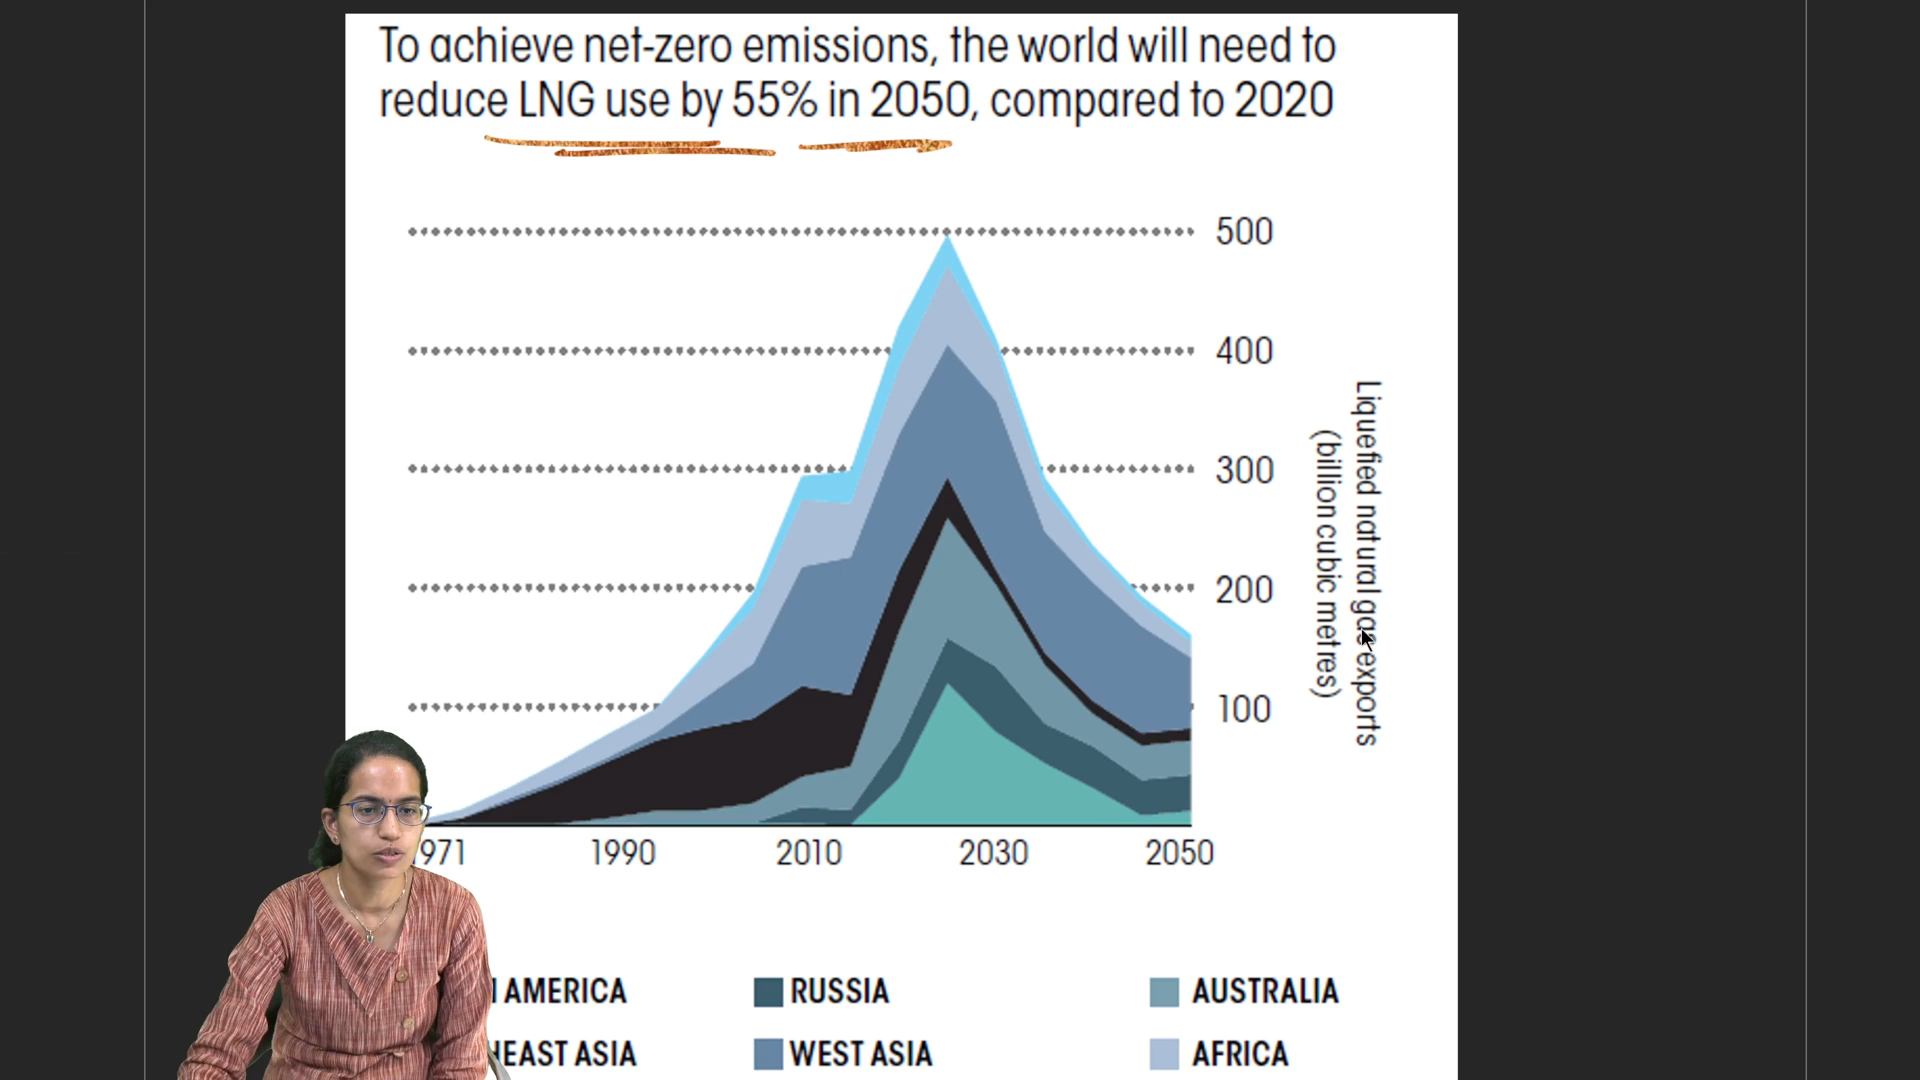 To achieve net-zero emissions, the world will need to
reduce LNG use by 55% in 2050, compared to 2020
500
400
300
200
100
Liquefied natural gas exports
(billion cubic metres)
971 1990 2010 2030 2050
AMERICA RUSSIA AUSTRALIA
EAST ASIA WEST ASIA AFRICA